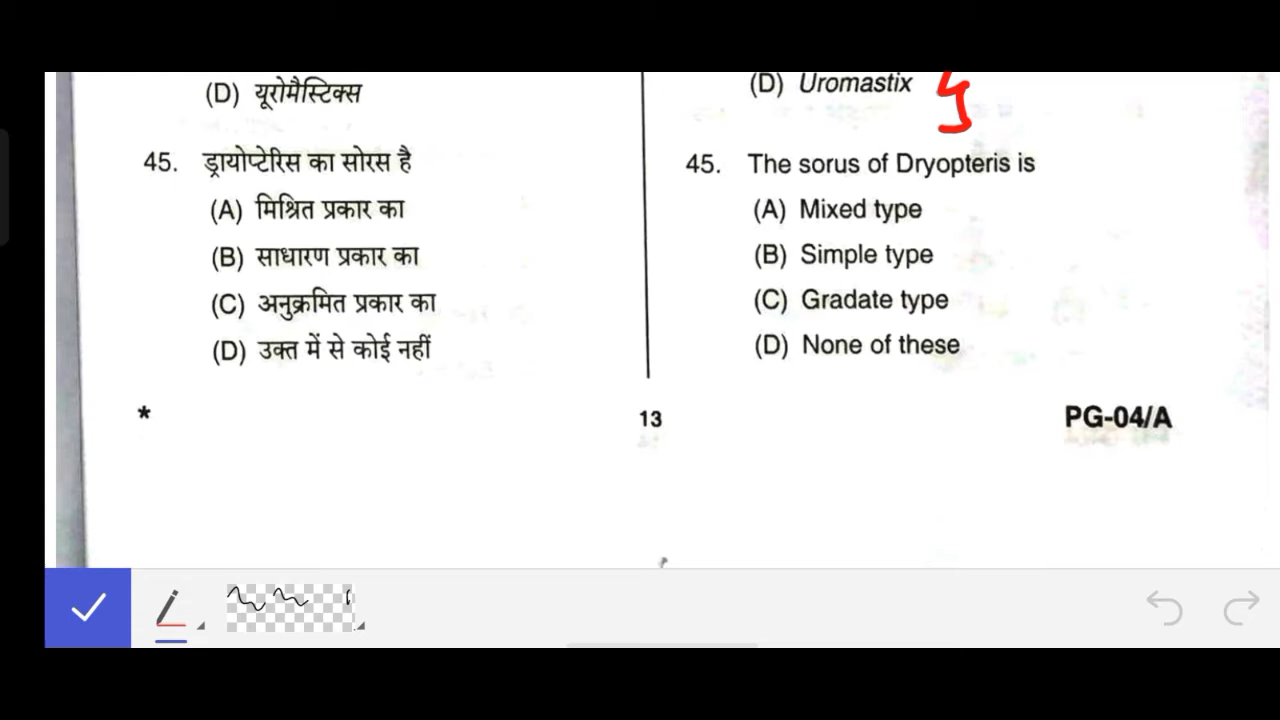 (D) यूरोमैस्टिक्स
45. ड्रायोप्टेरिस का सोरस है
(A) मिश्रित प्रकार का
(B) साधारण प्रकार का
(C) अनुक्रमित प्रकार का
(D) उक्त में से कोई नहीं
(D) Uromastix
45. The sorus of Dryopteris is
(A) Mixed type
(B) Simple type
(C) Gradate type
(D) None of these
* 13 PG-04/A